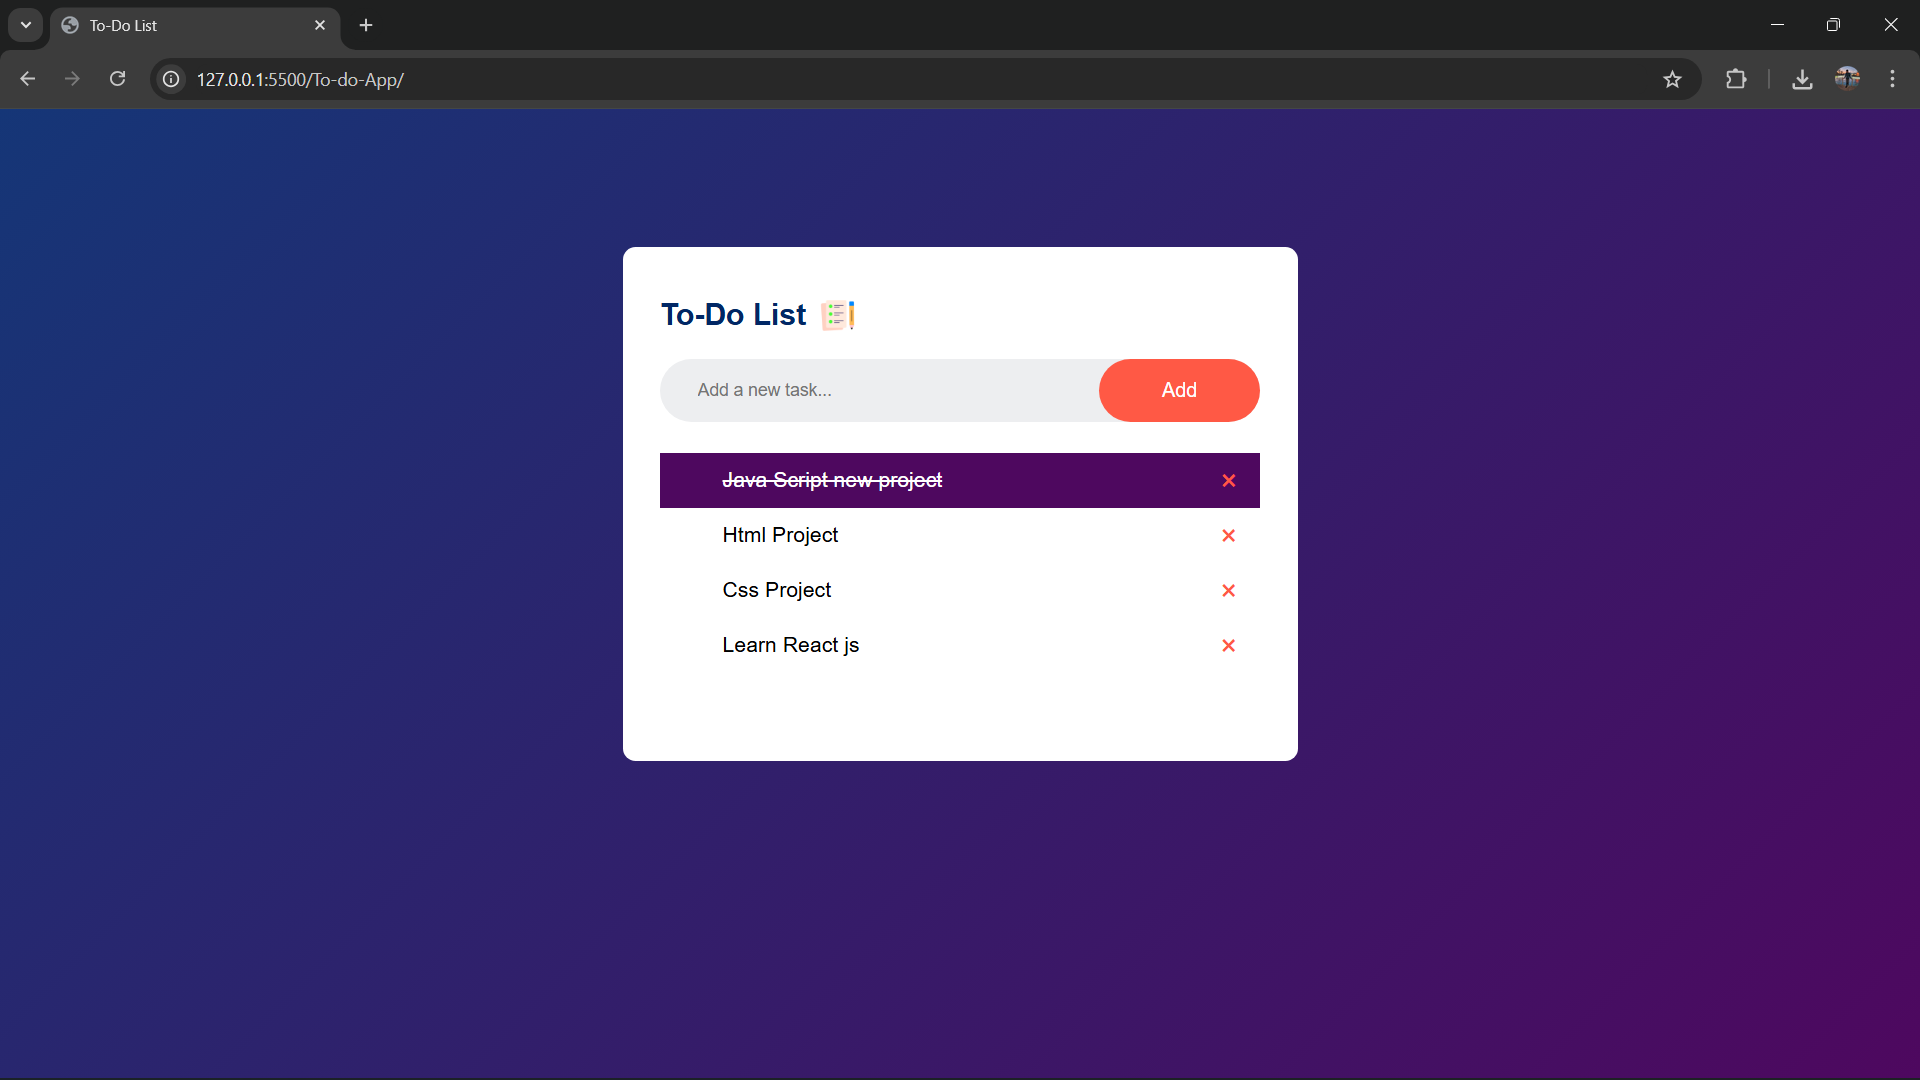 To-Do List
127.0.0.1:5500/To-do-App/
To-Do List
Add a new task...
Add
Java Script new project
Html Project
Css Project
Learn React js